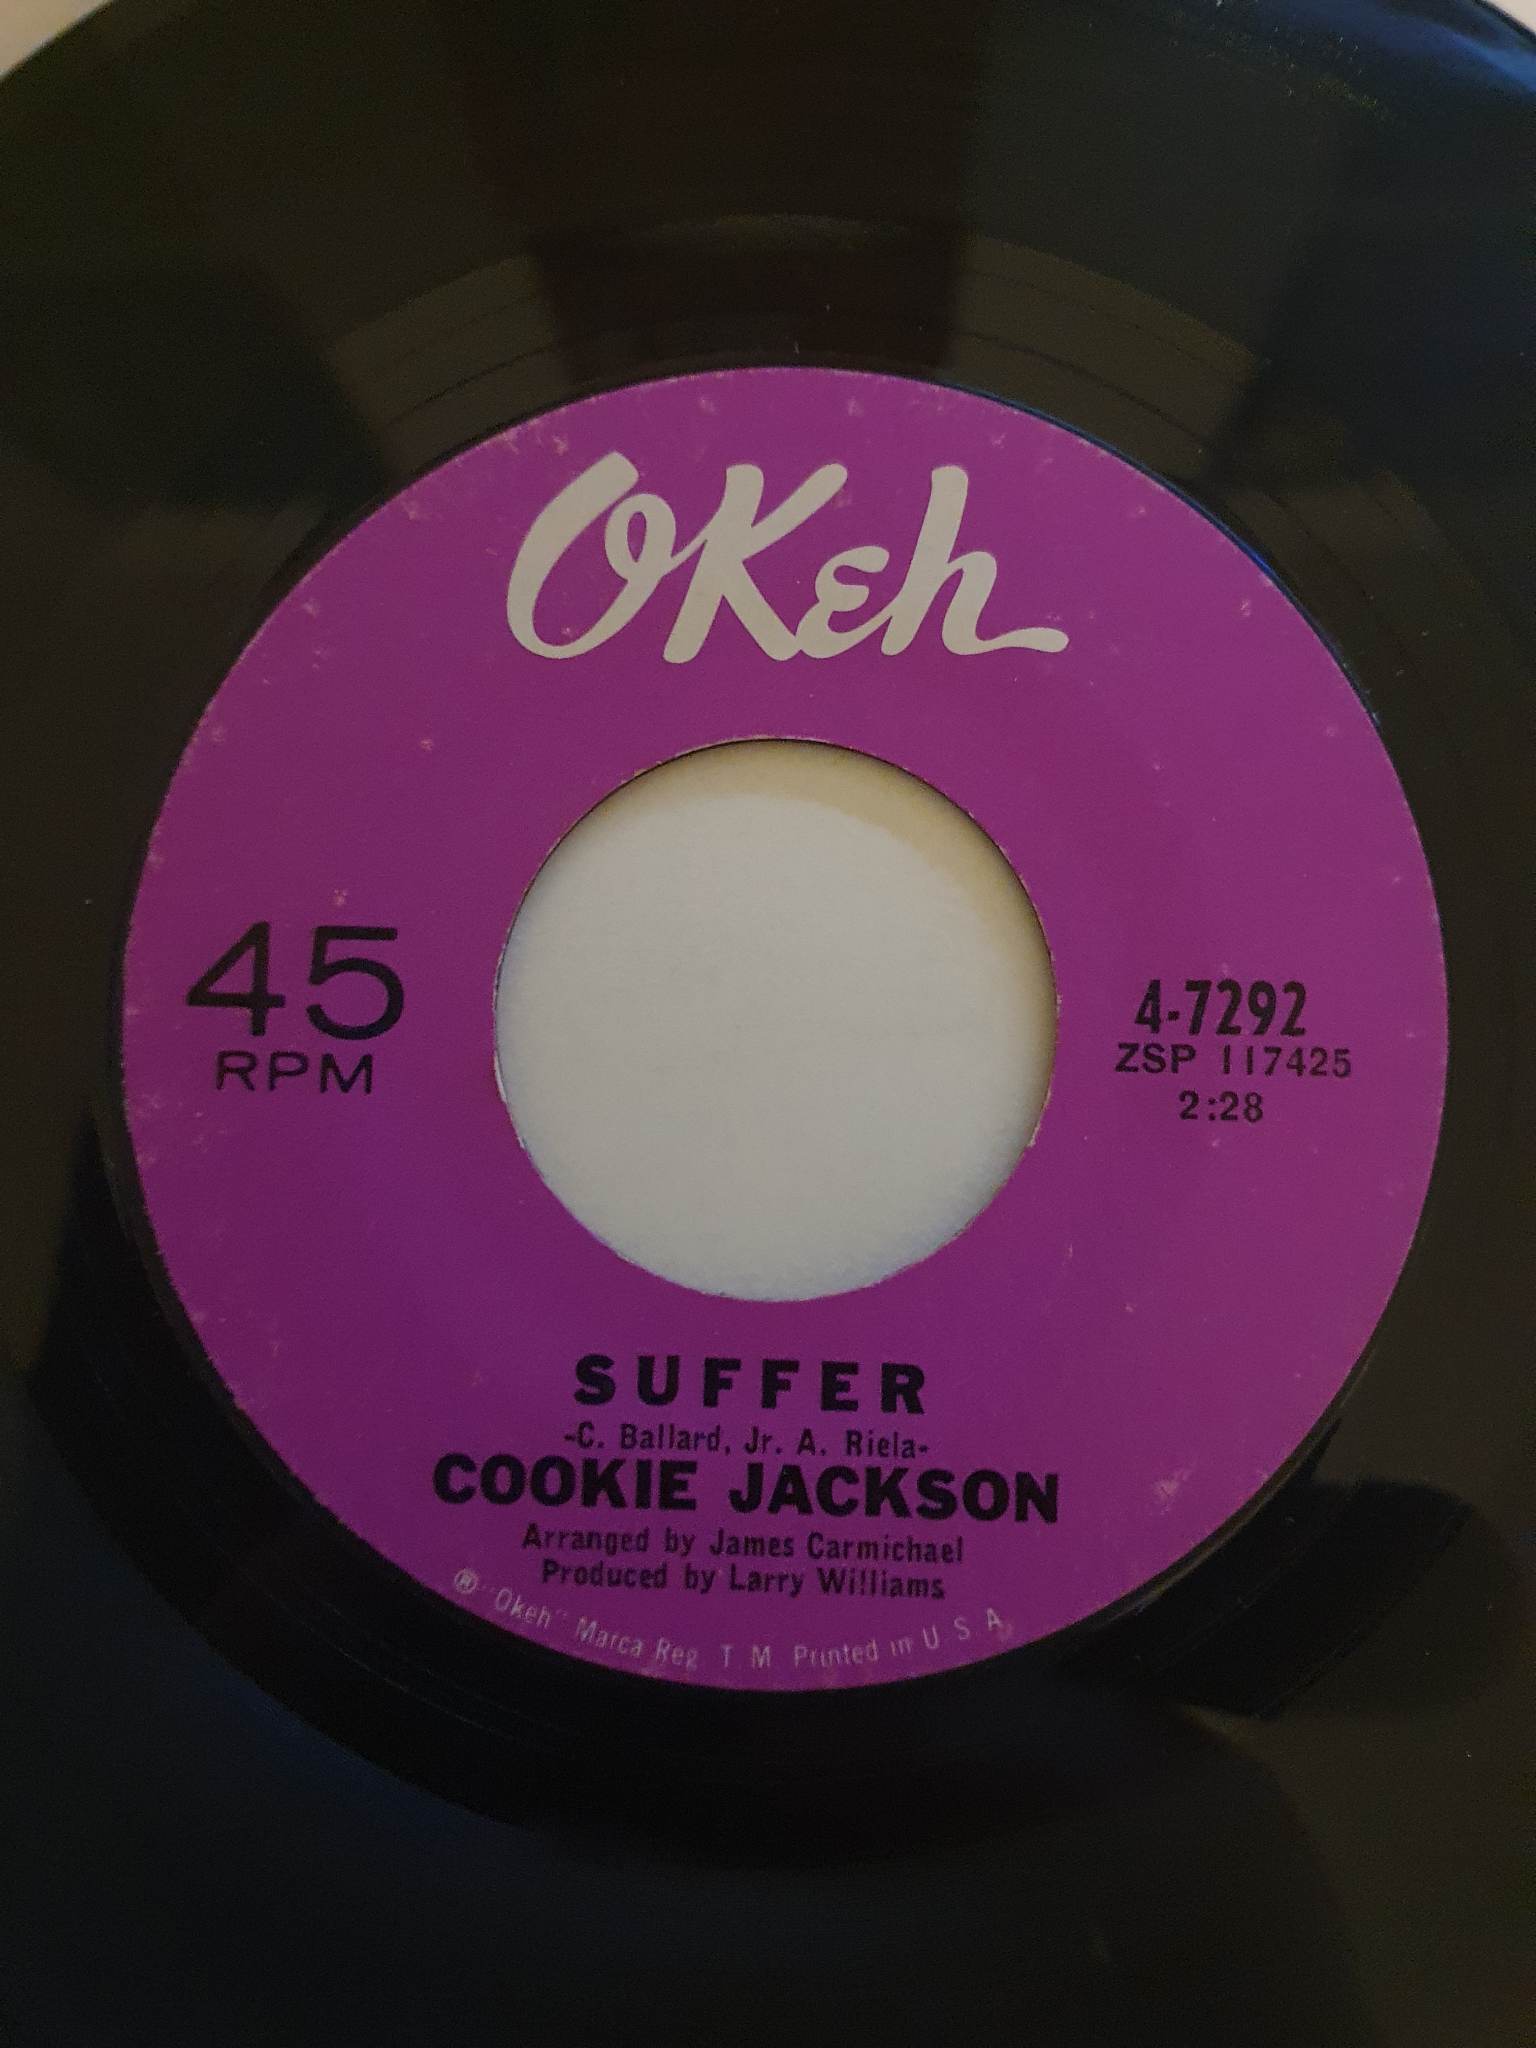 OKeh
45
RPM
4-7292
ZSP 117425
2:28
SUFFER
-C. Ballard, Jr. A. Riela-
COOKIE JACKSON
Arranged by James Carmichael
Produced by Larry Williams
® "Okeh" Marca Reg. T M Printed in U S A